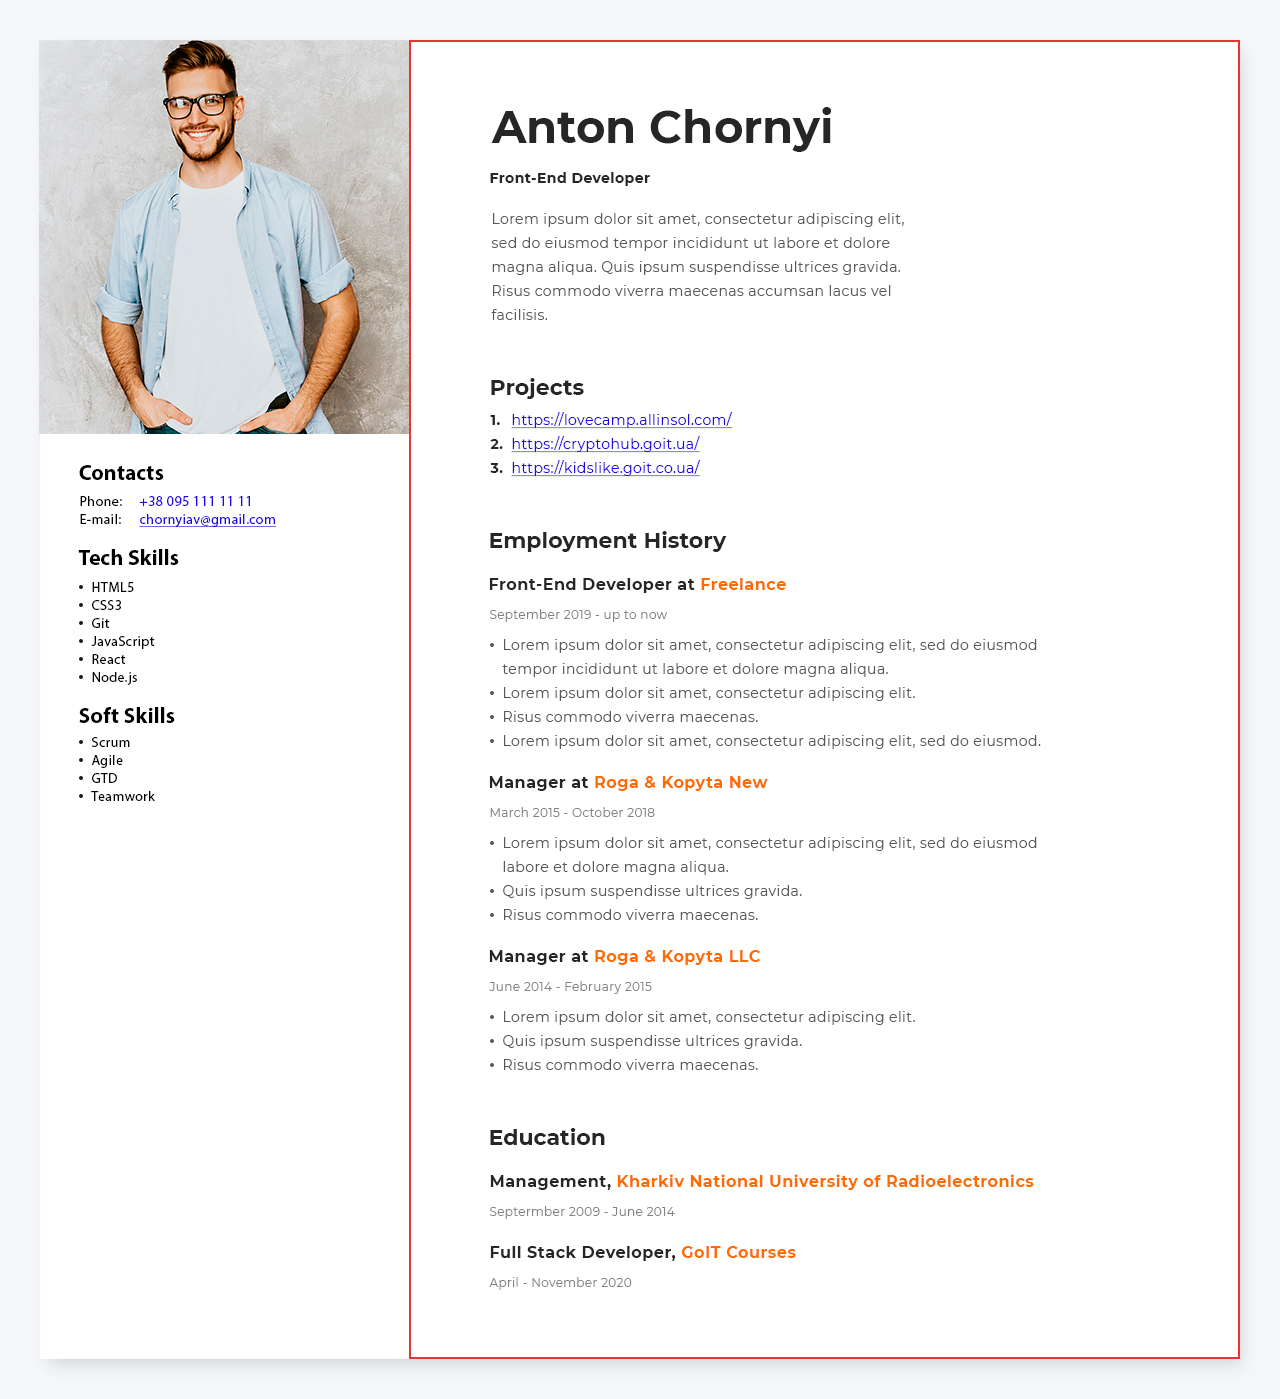 Contacts
Phone: +38 095 111 11 11
E-mail: chornyiav@gmail.com
Tech Skills
• HTML5
• CSS3
• Git
• JavaScript
• React
• Node.js
Soft Skills
• Scrum
• Agile
• GTD
• Teamwork
Anton Chornyi
Front-End Developer
Lorem ipsum dolor sit amet, consectetur adipiscing elit,
sed do eiusmod tempor incididunt ut labore et dolore
magna aliqua. Quis ipsum suspendisse ultrices gravida.
Risus commodo viverra maecenas accumsan lacus vel
facilisis.
Projects
1. https://lovecamp.allinsol.com/
2. https://cryptohub.goit.ua/
3. https://kidslike.goit.co.ua/
Employment History
Front-End Developer at Freelance
September 2019 - up to now
• Lorem ipsum dolor sit amet, consectetur adipiscing elit, sed do eiusmod
tempor incididunt ut labore et dolore magna aliqua.
• Lorem ipsum dolor sit amet, consectetur adipiscing elit.
• Risus commodo viverra maecenas.
• Lorem ipsum dolor sit amet, consectetur adipiscing elit, sed do eiusmod.
Manager at Roga & Kopyta New
March 2015 - October 2018
• Lorem ipsum dolor sit amet, consectetur adipiscing elit, sed do eiusmod
labore et dolore magna aliqua.
• Quis ipsum suspendisse ultrices gravida.
• Risus commodo viverra maecenas.
Manager at Roga & Kopyta LLC
June 2014 - February 2015
• Lorem ipsum dolor sit amet, consectetur adipiscing elit.
• Quis ipsum suspendisse ultrices gravida.
• Risus commodo viverra maecenas.
Education
Management, Kharkiv National University of Radioelectronics
Septermber 2009 - June 2014
Full Stack Developer, GoIT Courses
April - November 2020